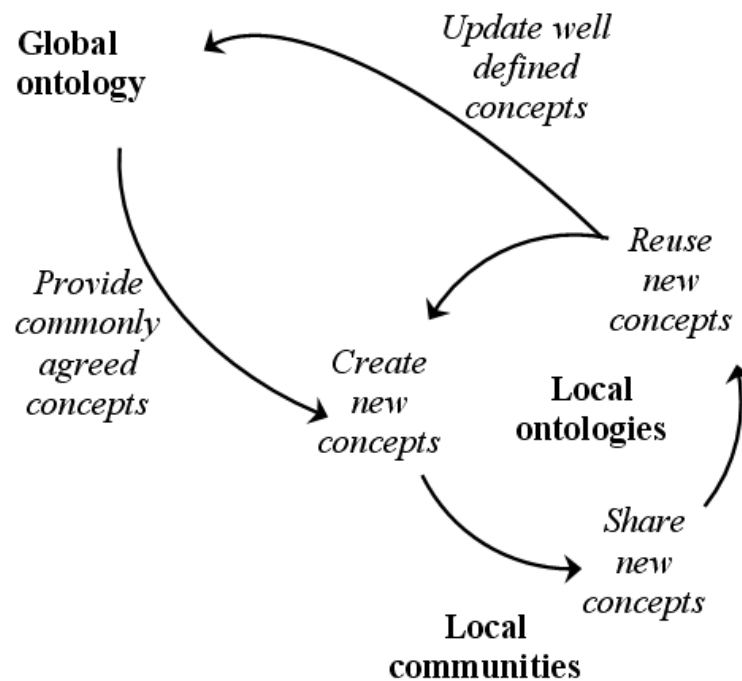 Global
ontology
Update well
defined
concepts
Reuse
new
concepts
Provide
commonly
agreed
concepts
Create
new
concepts
Local
ontologies
Share
new
concepts
Local
communities